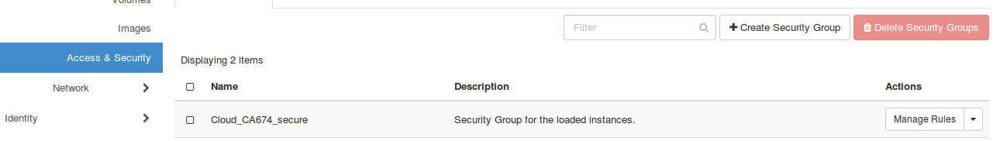 Volumes
Images
Access & Security
Network
Identity
Filter
Create Security Group
Delete Security Groups
Displaying 2 items
Name Description Actions
Cloud_CA674_secure Security Group for the loaded instances. Manage Rules